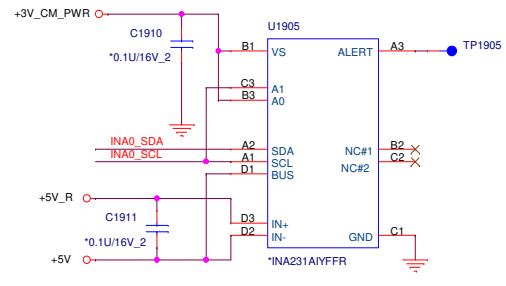 +3V_CM_PWR
C1910
*0.1U/16V_2
U1905
B1 VS
ALERT A3
TP1905
C3 A1
B3 A0
INA0_SDA
A2 SDA
NC#1 B2
INA0_SCL
A1 SCL
NC#2 C2
D1 BUS
+5V_R
C1911
*0.1U/16V_2
D3 IN+
D2 IN-
GND C1
+5V
*INA231AIYFFR